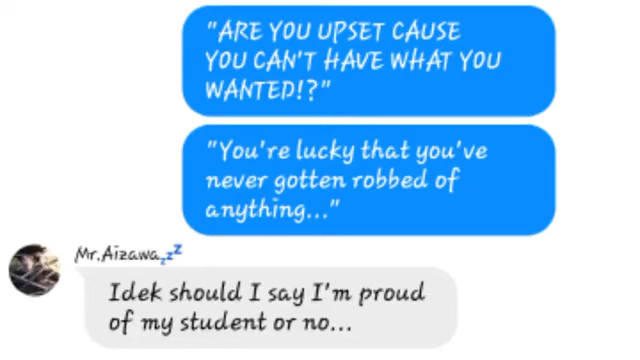 "ARE YOU UPSET CAUSE
YOU CAN'T HAVE WHAT YOU
WANTED!?"
"You're lucky that you've
never gotten robbed of
anything..."
Mr.Aizawa💤
Idek should I say I'm proud
of my student or no...